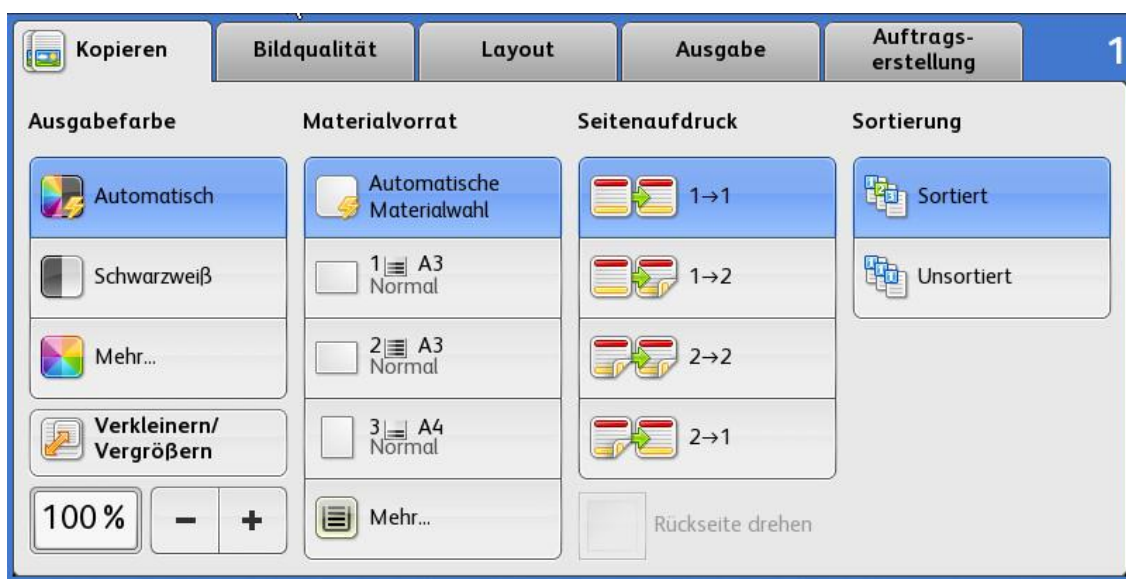 Kopieren
Bildqualität
Layout
Ausgabe
Auftrags-
erstellung
1
Ausgabefarbe
Automatisch
Schwarzweiß
Mehr...
Verkleinern/
Vergrößern
100%
− +
Materialvorrat
Automatische
Materialwahl
1 A3
Normal
2 A3
Normal
3 A4
Normal
Mehr...
Seitenaufdruck
1→1
1→2
2→2
2→1
Rückseite drehen
Sortierung
Sortiert
Unsortiert